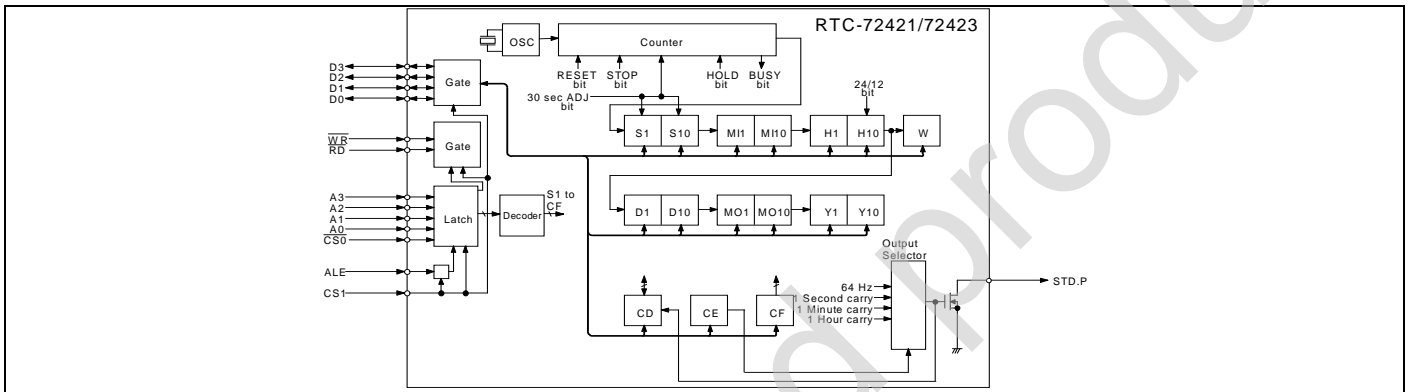 RTC-72421/72423
OSC
Counter
D3
D2
D1
D0
Gate
RESET
bit
STOP
bit
HOLD
bit
BUSY
bit
30 sec ADJ
bit
24/12
bit
WR
RD
Gate
S1
S10
MI1
MI10
H1
H10
W
A3
A2
A1
A0
CS0
Latch
Decoder
S1 to
CF
D1
D10
MO1
MO10
Y1
Y10
ALE
CS1
Output
Selector
64 Hz
1 Second carry
1 Minute carry
1 Hour carry
CD
CE
CF
STD.P
d produ